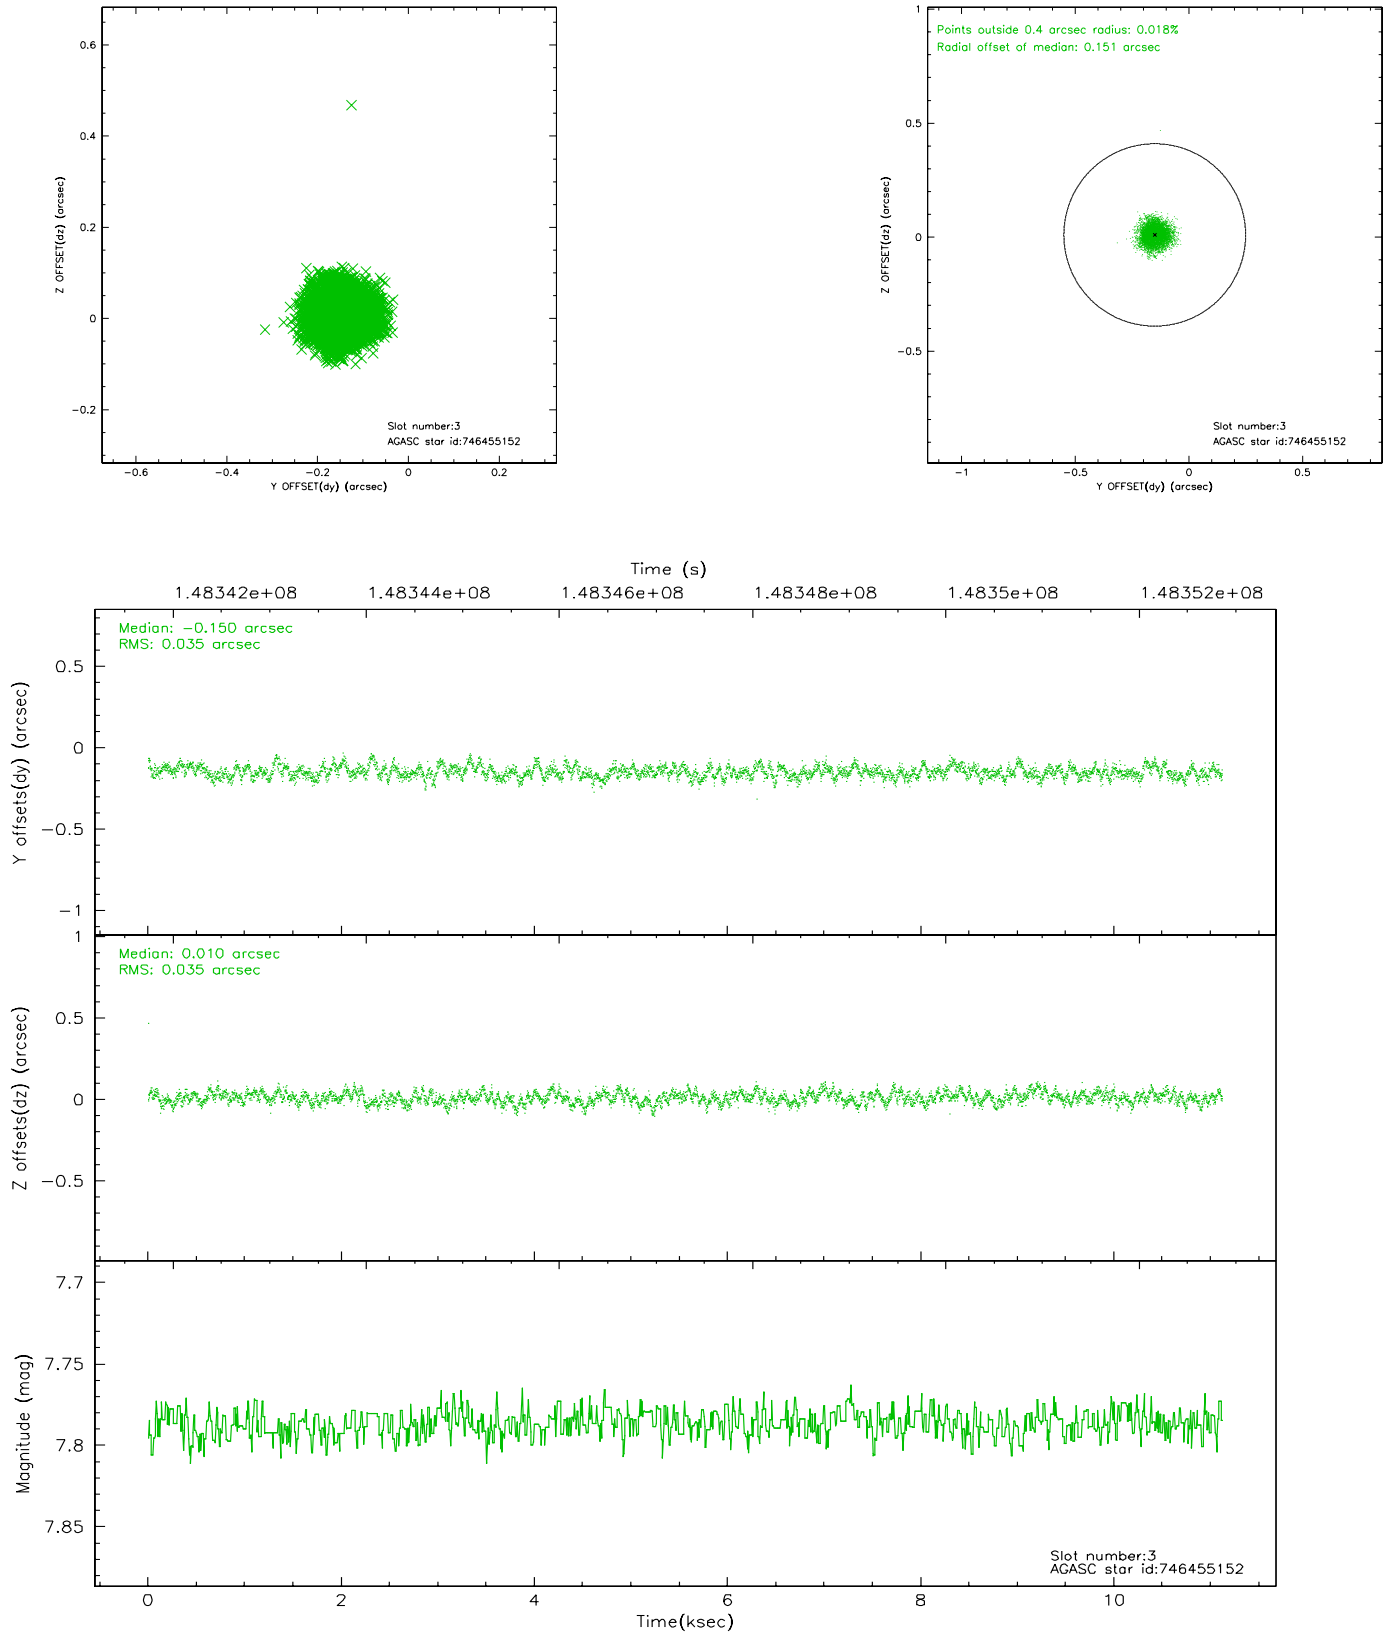 0.6
0.4
0.2
0
−0.2
Z OFFSET(dz) (arcsec)
Slot number:3
AGASC star id:746455152
−0.6 −0.4 −0.2 0 0.2
Y OFFSET(dy) (arcsec)
Points outside 0.4 arcsec radius: 0.018%
Radial offset of median: 0.151 arcsec
1
0.5
0
−0.5
Z OFFSET(dz) (arcsec)
Slot number:3
AGASC star id:746455152
−1 −0.5 0 0.5
Y OFFSET(dy) (arcsec)
Time (s)
1.48342e+08 1.48344e+08 1.48346e+08 1.48348e+08 1.4835e+08 1.48352e+08
Median: −0.150 arcsec
RMS: 0.035 arcsec
0.5
0
−0.5
−1
Y offsets(dy) (arcsec)
Median: 0.010 arcsec
RMS: 0.035 arcsec
1
0.5
0
−0.5
Z offsets(dz) (arcsec)
7.7
7.75
7.8
7.85
Magnitude (mag)
Slot number:3
AGASC star id:746455152
0 2 4 6 8 10
Time(ksec)